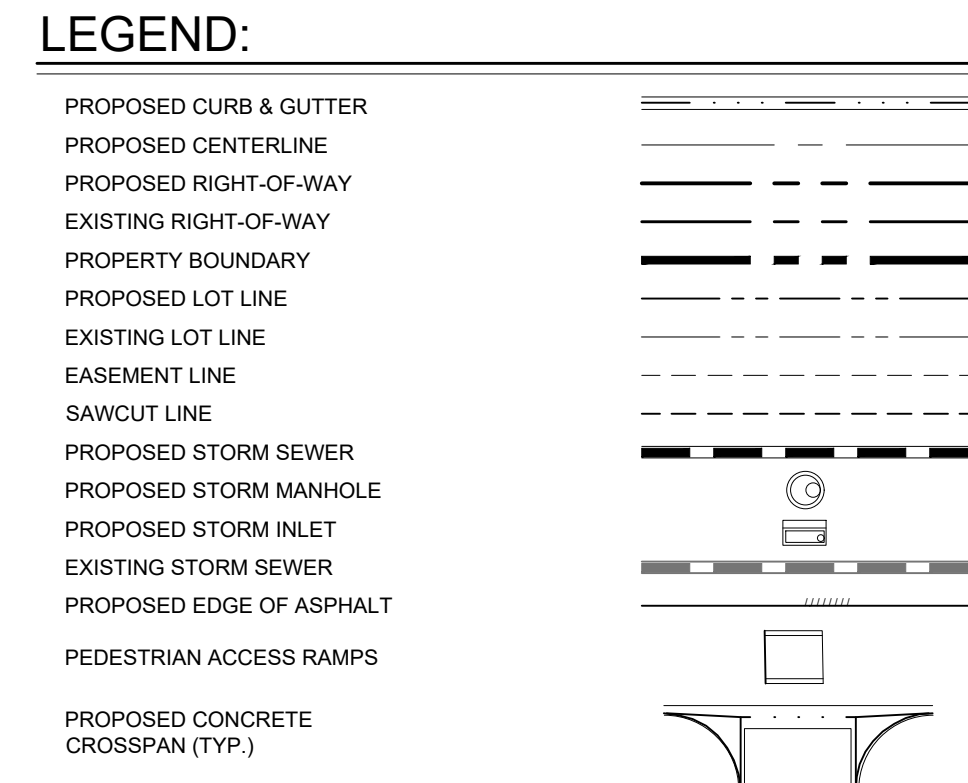 LEGEND:
PROPOSED CURB & GUTTER
PROPOSED CENTERLINE
PROPOSED RIGHT-OF-WAY
EXISTING RIGHT-OF-WAY
PROPERTY BOUNDARY
PROPOSED LOT LINE
EXISTING LOT LINE
EASEMENT LINE
SAWCUT LINE
PROPOSED STORM SEWER
PROPOSED STORM MANHOLE
PROPOSED STORM INLET
EXISTING STORM SEWER
PROPOSED EDGE OF ASPHALT
PEDESTRIAN ACCESS RAMPS
PROPOSED CONCRETE
CROSSPAN (TYP.)